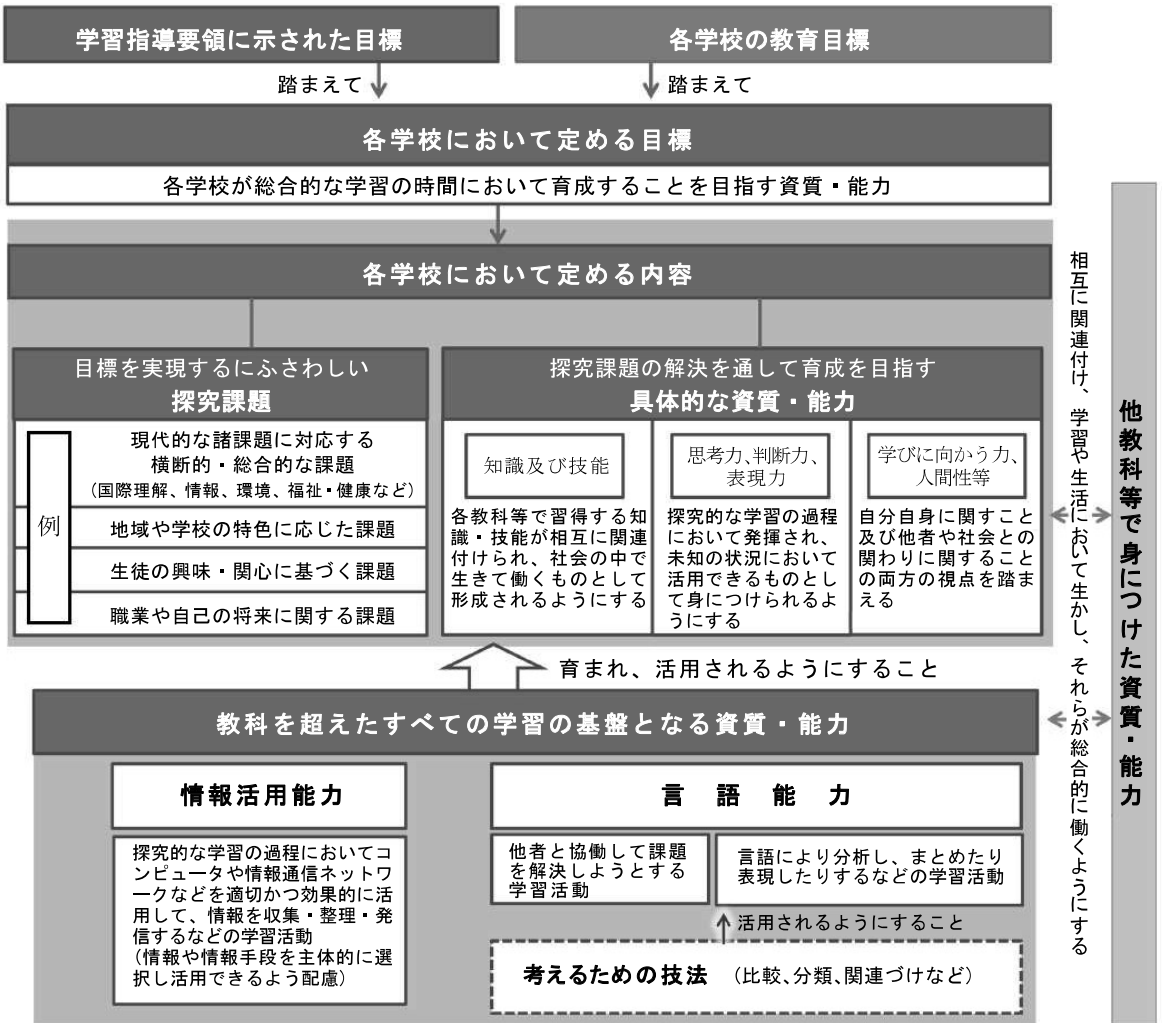 学習指導要領に示された目標
各学校の教育目標
踏まえて
踏まえて
各学校において定める目標
各学校が総合的な学習の時間において育成することを目指す資質・能力
各学校において定める内容
目標を実現するにふさわしい
探究課題
例
現代的な諸課題に対応する
横断的・総合的な課題
(国際理解、情報、環境、福祉・健康など)
地域や学校の特色に応じた課題
生徒の興味・関心に基づく課題
職業や自己の将来に関する課題
探究課題の解決を通して育成を目指す
具体的な資質・能力
知識及び技能
各教科等で習得する知
識・技能が相互に関連
付けられ、社会の中で
生きて働くものとして
形成されるようにする
思考力、判断力、
表現力
探究的な学習の過程
において発揮され、
未知の状況において
活用できるものとし
て身につけられるよ
うにする
学びに向かう力、
人間性等
自分自身に関すこと
及び他者や社会との
関わりに関すること
の両方の視点を踏ま
える
育まれ、活用されるようにすること
教科を超えたすべての学習の基盤となる資質・能力
情報活用能力
探究的な学習の過程においてコ
ンピュータや情報通信ネットワ
ークなどを適切かつ効果的に活
用して、情報を収集・整理・発
信するなどの学習活動
(情報や情報手段を主体的に選
択し活用できるよう配慮)
言語能力
他者と協働して課題
を解決しようとする
学習活動
言語により分析し、まとめたり
表現したりするなどの学習活動
活用されるようにすること
考えるための技法 (比較、分類、関連づけなど)
相互に関連付け、学習や生活において生かし、それらが総合的に働くようにする
他教科等で身につけた資質・能力